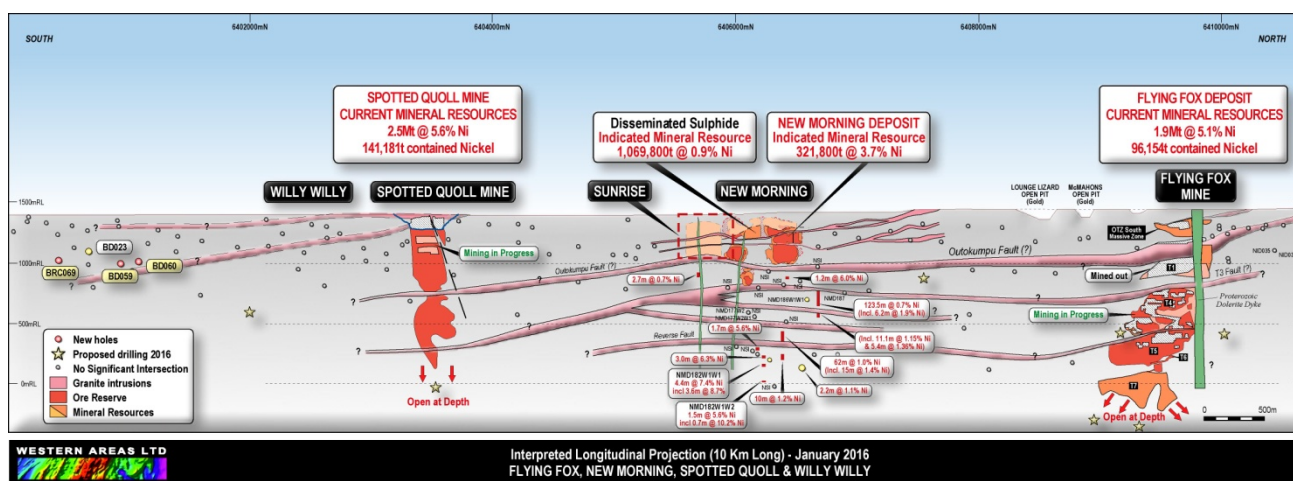 6402000mN
6404000mN
6406000mN
6408000mN
6410000mN
SOUTH
NORTH
SPOTTED QUOLL MINE
CURRENT MINERAL RESOURCES
2.5Mt @ 5.6% Ni
141,181t contained Nickel
Disseminated Sulphide
Indicated Mineral Resource
1,069,800t @ 0.9% Ni
NEW MORNING DEPOSIT
Indicated Mineral Resource
321,800t @ 3.7% Ni
FLYING FOX DEPOSIT
CURRENT MINERAL RESOURCES
1.9Mt @ 5.1% Ni
96,154t contained Nickel
WILLY WILLY
SPOTTED QUOLL MINE
SUNRISE
NEW MORNING
LOUNGE LIZARD
OPEN PIT
(Gold)
McMAHONS
OPEN PIT
(Gold)
FLYING FOX
MINE
1500mRL
1000mRL
500mRL
0mRL
BD023
BRC069
BD059
BD060
Mining in Progress
Outokumpu Fault (?)
Outokumpu Fault (?)
OTZ South
Massive Zone
Mined out
T1
T3 Fault (?)
NID035
Proterozoic
Dolerite Dyke
T4
T5
T6
T7
Mining in Progress
2.7m @ 0.7% Ni
1.2m @ 6.0% Ni
NSI
NMD186W1W1
NMD187
123.5m @ 0.7% Ni
(Incl. 6.2m @ 1.9% Ni)
1.7m @ 5.6% Ni
(Incl. 11.1m @ 1.15% Ni
& 5.4m @ 1.36% Ni)
Reverse Fault
3.0m @ 6.3% Ni
62m @ 1.0% Ni
(Incl. 15m @ 1.4% Ni)
NMD182W1W1
4.4m @ 7.4% Ni
incl 3.6m @ 8.7%
2.2m @ 1.1% Ni
10m @ 1.2% Ni
NMD182W1W2
1.5m @ 5.6% Ni
incl 0.7m @ 10.2% Ni
Open at Depth
Open at Depth
0
500m
New holes
Proposed drilling 2016
No Significant Intersection
Granite intrusions
Ore Reserve
Mineral Resources
WESTERN AREAS LTD
Interpreted Longitudinal Projection (10 Km Long) - January 2016
FLYING FOX, NEW MORNING, SPOTTED QUOLL & WILLY WILLY